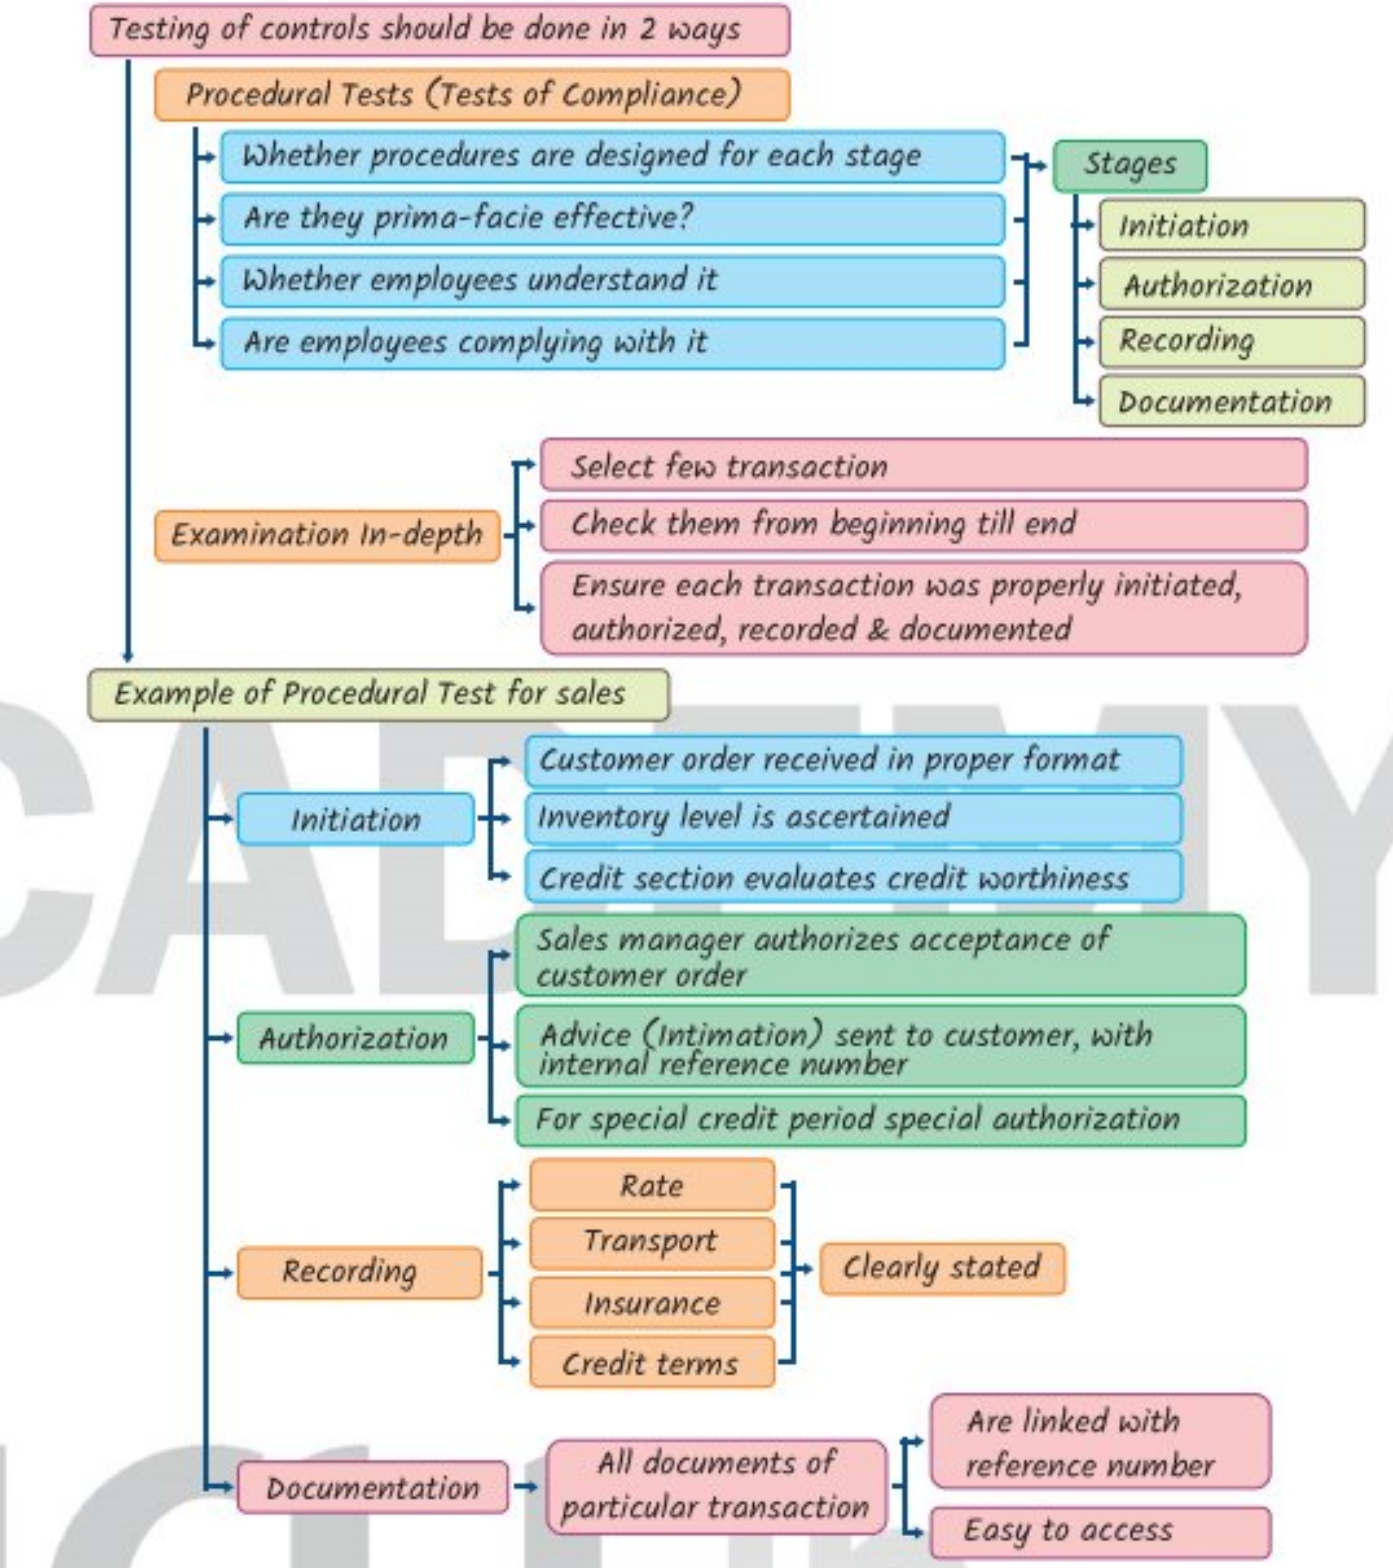 Testing of controls should be done in 2 ways
Procedural Tests (Tests of Compliance)
Whether procedures are designed for each stage
Are they prima-facie effective?
Whether employees understand it
Are employees complying with it
Stages
Initiation
Authorization
Recording
Documentation
Examination In-depth
Select few transaction
Check them from beginning till end
Ensure each transaction was properly initiated,
authorized, recorded & documented
Example of Procedural Test for sales
Initiation
Customer order received in proper format
Inventory level is ascertained
Credit section evaluates credit worthiness
Authorization
Sales manager authorizes acceptance of
customer order
Advice (Intimation) sent to customer, with
internal reference number
For special credit period special authorization
Recording
Rate
Transport
Insurance
Credit terms
Clearly stated
Documentation
All documents of
particular transaction
Are linked with
reference number
Easy to access
CADEMY